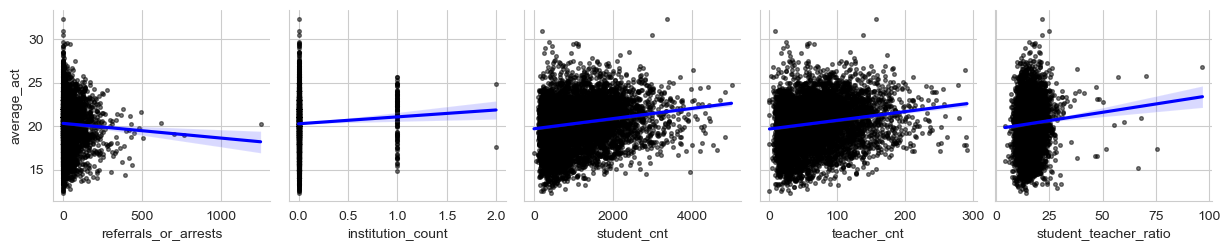 average_act
30
25
20
15
0 500 1000
referrals_or_arrests
0.0 0.5 1.0 1.5 2.0
institution_count
0 2000 4000
student_cnt
0 100 200 300
teacher_cnt
0 25 50 75 100
student_teacher_ratio